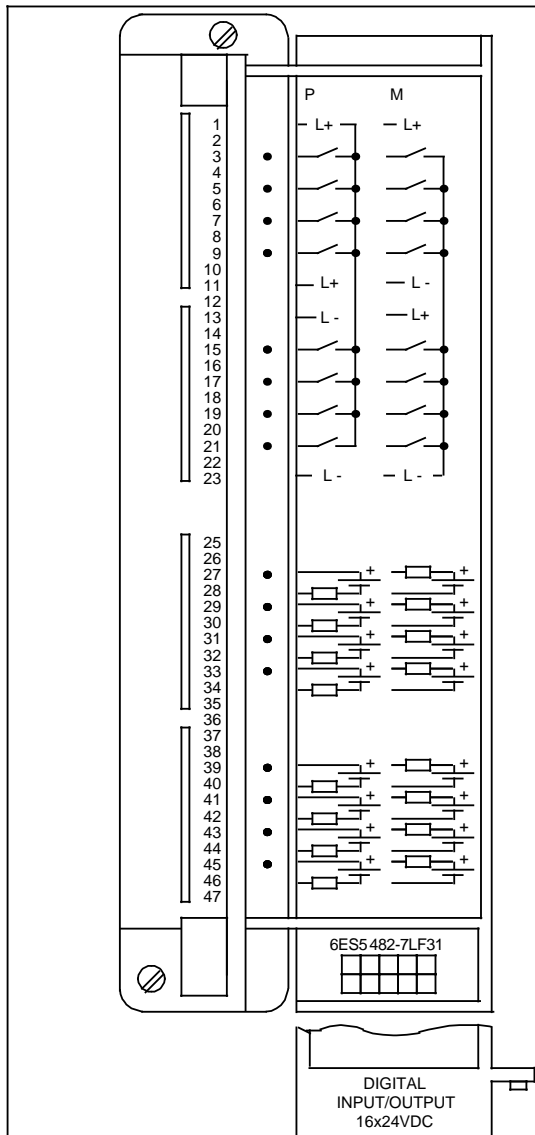 P M
1 L+ L+
2
3
4
5
6
7
8
9
10
11 L+ L -
12
13 L - L+
14
15
16
17
18
19
20
21
22
23 L - L -
25
26
27 + +
28
29 + +
30
31 + +
32
33 + +
34
35
36
37
38
39 + +
40
41 + +
42
43 + +
44
45 + +
46
47
6ES5 482-7LF31
DIGITAL
INPUT/OUTPUT
16x24VDC